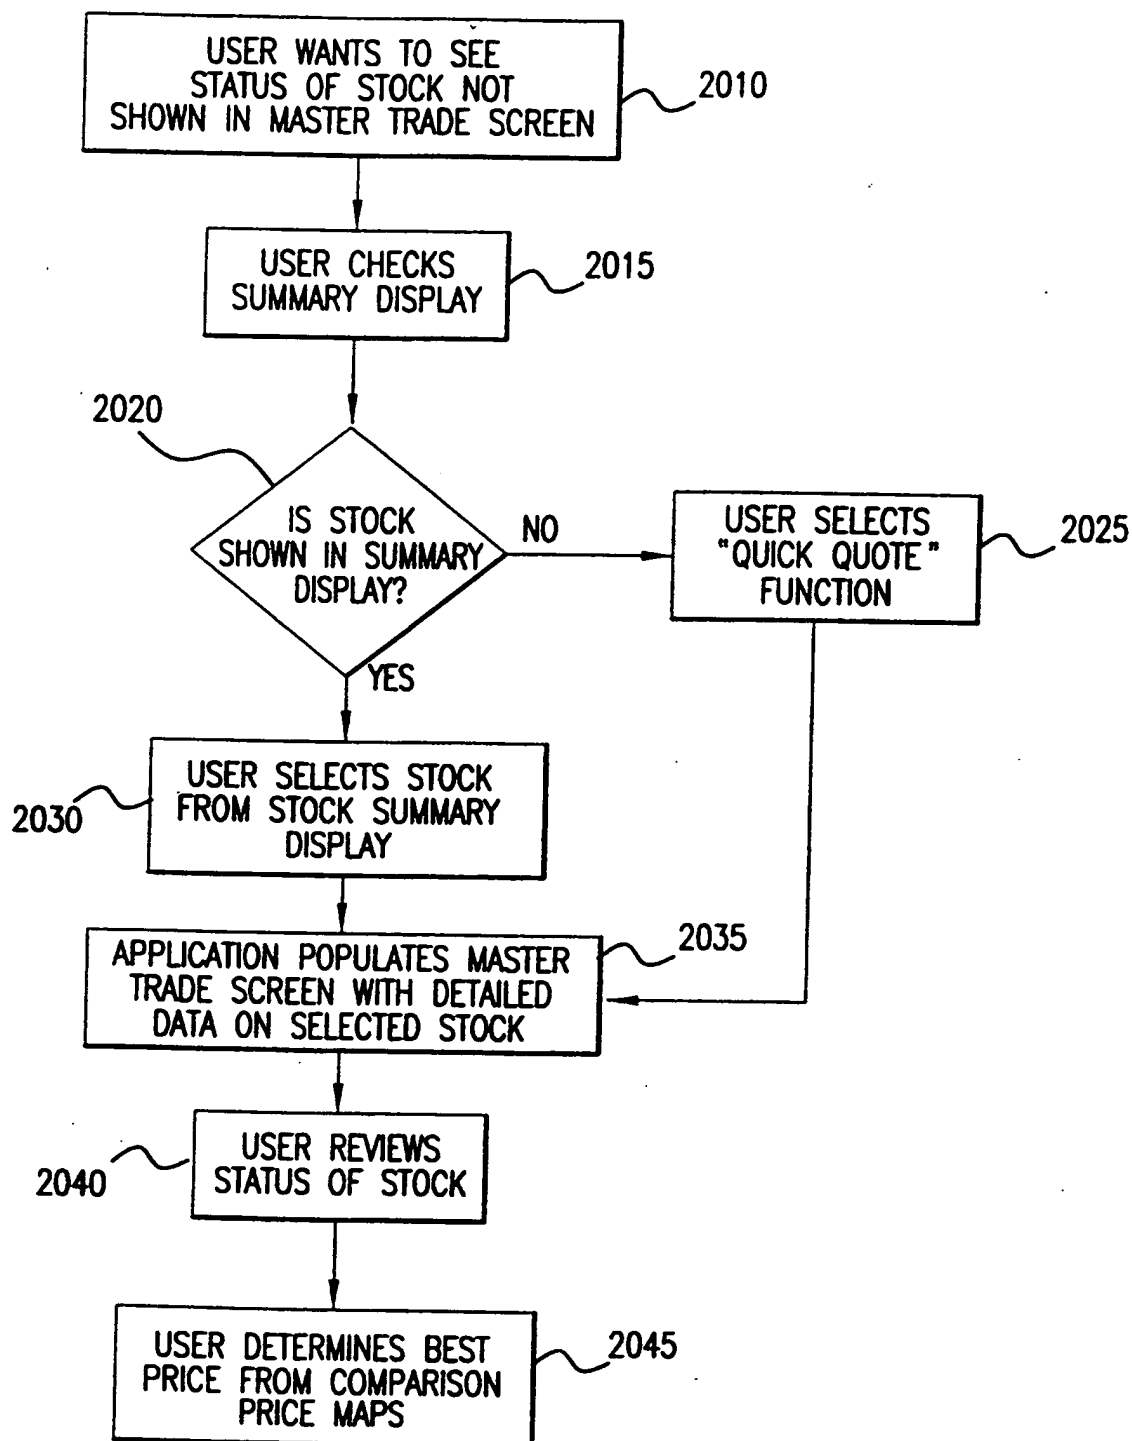 USER WANTS TO SEE
STATUS OF STOCK NOT
SHOWN IN MASTER TRADE SCREEN
2010
USER CHECKS
SUMMARY DISPLAY
2015
2020
IS STOCK
SHOWN IN SUMMARY
DISPLAY?
NO
USER SELECTS
"QUICK QUOTE"
FUNCTION
2025
YES
USER SELECTS STOCK
FROM STOCK SUMMARY
DISPLAY
2030
APPLICATION POPULATES MASTER
TRADE SCREEN WITH DETAILED
DATA ON SELECTED STOCK
2035
USER REVIEWS
STATUS OF STOCK
2040
USER DETERMINES BEST
PRICE FROM COMPARISON
PRICE MAPS
2045